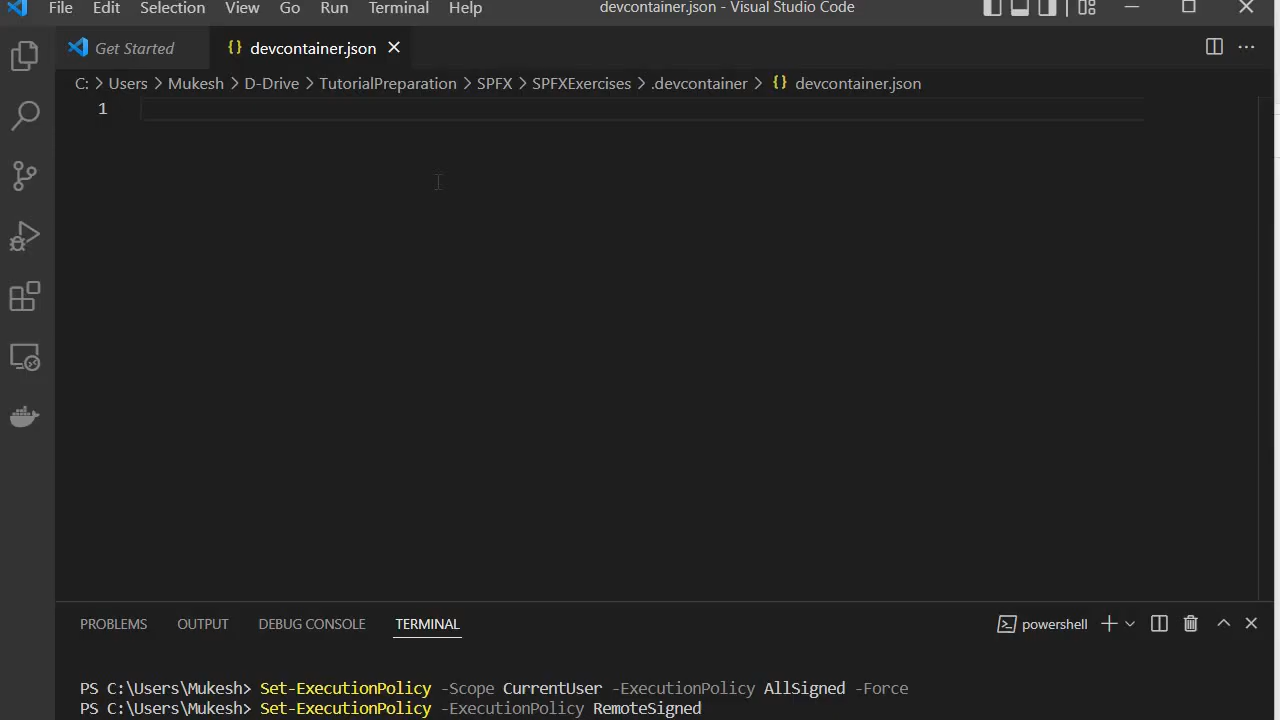 File Edit Selection View Go Run Terminal Help devcontainer.json - Visual Studio Code
Get Started {} devcontainer.json
C: > Users > Mukesh > D-Drive > TutorialPreparation > SPFX > SPFXExercises > .devcontainer > {} devcontainer.json
1
PROBLEMS OUTPUT DEBUG CONSOLE TERMINAL powershell
PS C:\Users\Mukesh> Set-ExecutionPolicy -Scope CurrentUser -ExecutionPolicy AllSigned -Force
PS C:\Users\Mukesh> Set-ExecutionPolicy -ExecutionPolicy RemoteSigned